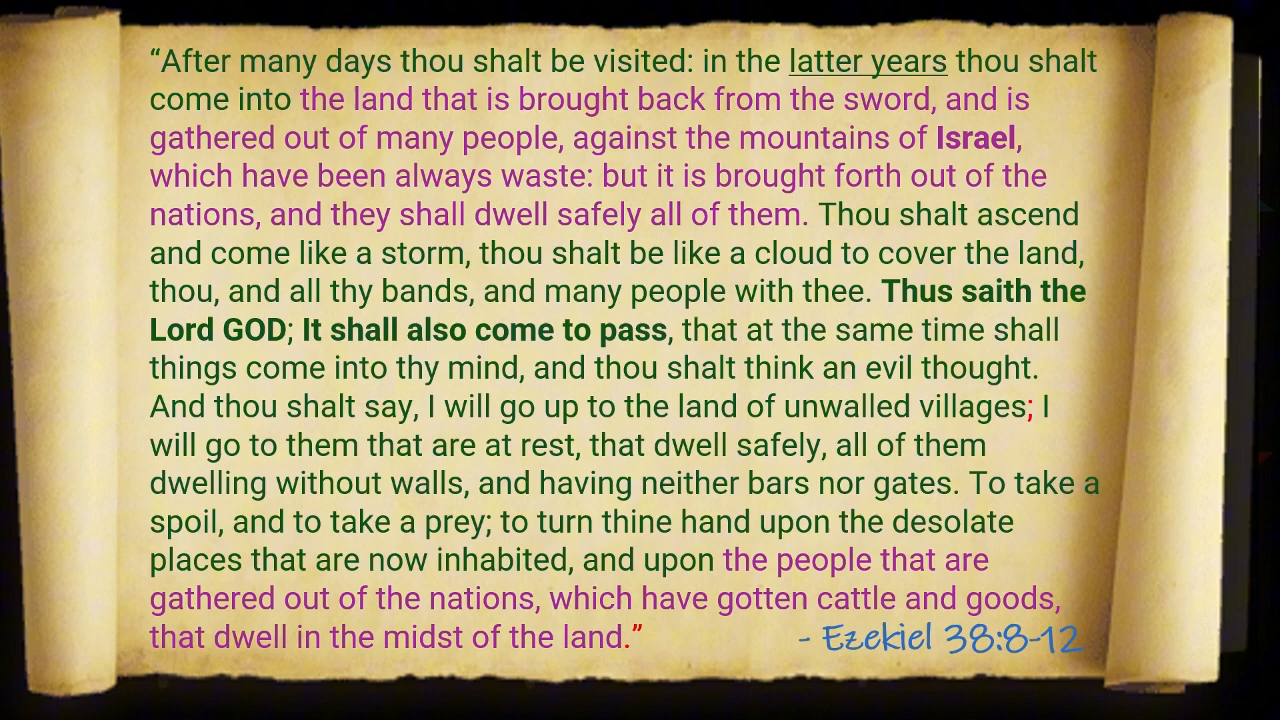 “After many days thou shalt be visited: in the latter years thou shalt
come into the land that is brought back from the sword, and is
gathered out of many people, against the mountains of Israel,
which have been always waste: but it is brought forth out of the
nations, and they shall dwell safely all of them. Thou shalt ascend
and come like a storm, thou shalt be like a cloud to cover the land,
thou, and all thy bands, and many people with thee. Thus saith the
Lord GOD; It shall also come to pass, that at the same time shall
things come into thy mind, and thou shalt think an evil thought.
And thou shalt say, I will go up to the land of unwalled villages; I
will go to them that are at rest, that dwell safely, all of them
dwelling without walls, and having neither bars nor gates. To take a
spoil, and to take a prey; to turn thine hand upon the desolate
places that are now inhabited, and upon the people that are
gathered out of the nations, which have gotten cattle and goods,
that dwell in the midst of the land.” - Ezekiel 38:8-12